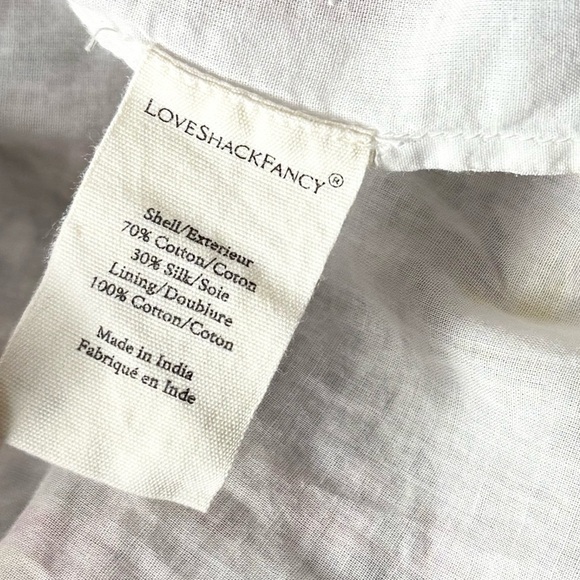 LOVESHACKFANCY®
Shell/Exterieur
70% Cotton/Coton
30% Silk/Soie
Lining/Doubiure
100% Cotton/Coton
Made in India
Fabriqué en Inde